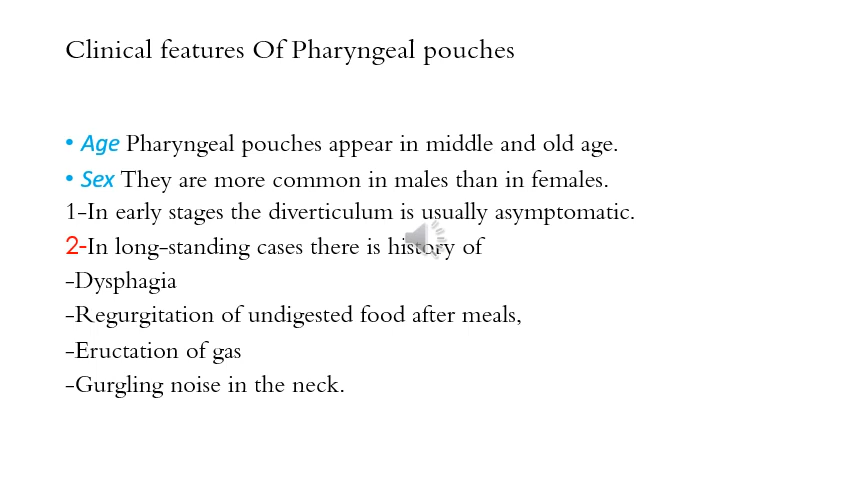 Clinical features Of Pharyngeal pouches
• Age Pharyngeal pouches appear in middle and old age.
• Sex They are more common in males than in females.
1-In early stages the diverticulum is usually asymptomatic.
2-In long-standing cases there is history of
-Dysphagia
-Regurgitation of undigested food after meals,
-Eructation of gas
-Gurgling noise in the neck.